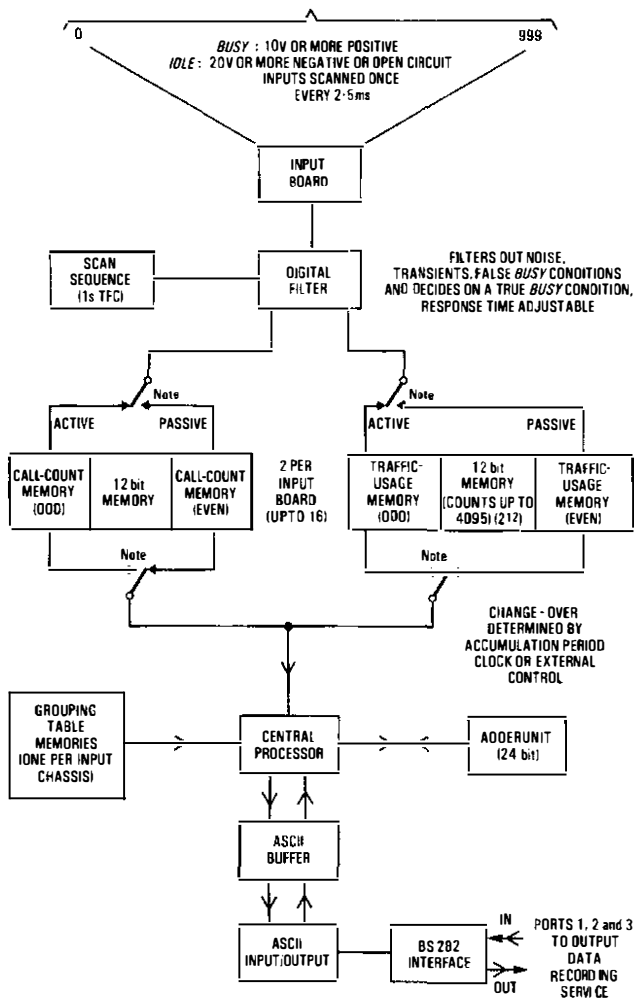 0
999
BUSY : 10V OR MORE POSITIVE
IDLE : 20V OR MORE NEGATIVE OR OPEN CIRCUIT
INPUTS SCANNED ONCE
EVERY 2·5ms
INPUT
BOARD
SCAN
SEQUENCE
(1s TFC)
DIGITAL
FILTER
FILTERS OUT NOISE,
TRANSIENTS, FALSE BUSY CONDITIONS
AND DECIDES ON A TRUE BUSY CONDITION,
RESPONSE TIME ADJUSTABLE
Note
ACTIVE
PASSIVE
Note
ACTIVE
PASSIVE
CALL-COUNT
MEMORY
(ODD)
12 bit
MEMORY
CALL-COUNT
MEMORY
(EVEN)
2 PER
INPUT
BOARD
(UPTO 16)
TRAFFIC-
USAGE
MEMORY
(ODD)
12 bit
MEMORY
(COUNTS UP TO
4095) (2¹²)
TRAFFIC-
USAGE
MEMORY
(EVEN)
Note
Note
CHANGE-OVER
DETERMINED BY
ACCUMULATION PERIOD
CLOCK OR EXTERNAL
CONTROL
GROUPING
TABLE
MEMORIES
(ONE PER INPUT
CHASSIS)
CENTRAL
PROCESSOR
ADDERUNIT
(24 bit)
ASCII
BUFFER
ASCII
INPUT/OUTPUT
BS 282
INTERFACE
IN
OUT
PORTS 1, 2 and 3
TO OUTPUT
DATA
RECORDING
SERVICE